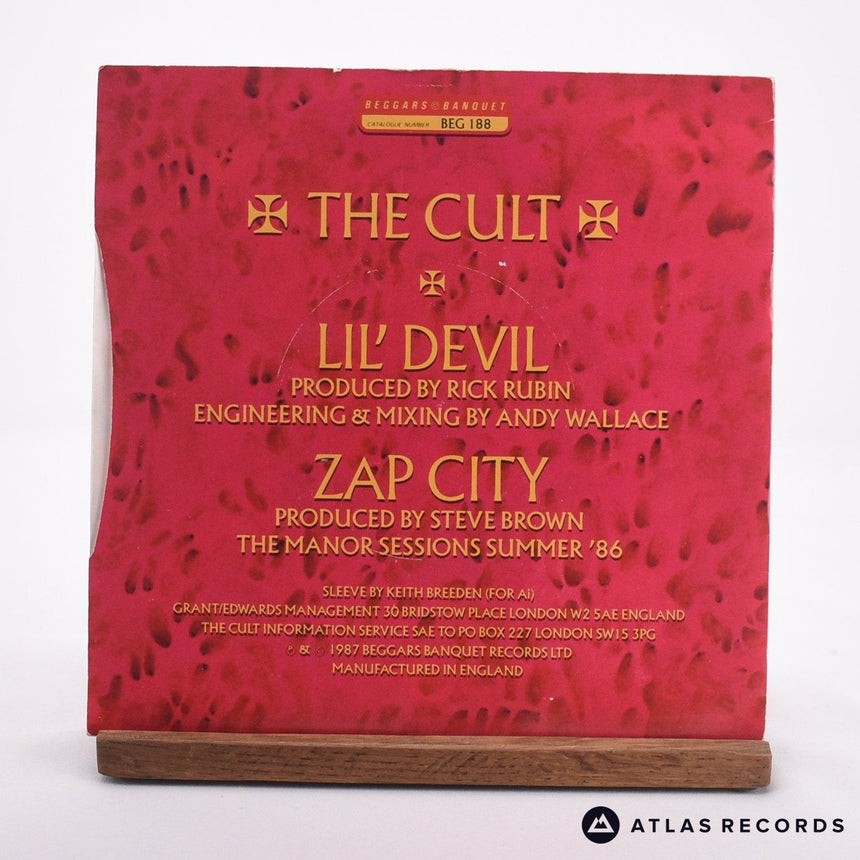 BEGGARS © BANQUET
CATALOGUE NUMBER BEG 188
THE CULT
LIL' DEVIL
PRODUCED BY RICK RUBIN
ENGINEERING & MIXING BY ANDY WALLACE
ZAP CITY
PRODUCED BY STEVE BROWN
THE MANOR SESSIONS SUMMER '86
SLEEVE BY KEITH BREEDEN (FOR Ai)
GRANT/EDWARDS MANAGEMENT 30 BRIDSTOW PLACE LONDON W2 5AE ENGLAND
THE CULT INFORMATION SERVICE SAE TO PO BOX 227 LONDON SW15 3PG
℗ & © 1987 BEGGARS BANQUET RECORDS LTD
MANUFACTURED IN ENGLAND
ATLAS RECORDS